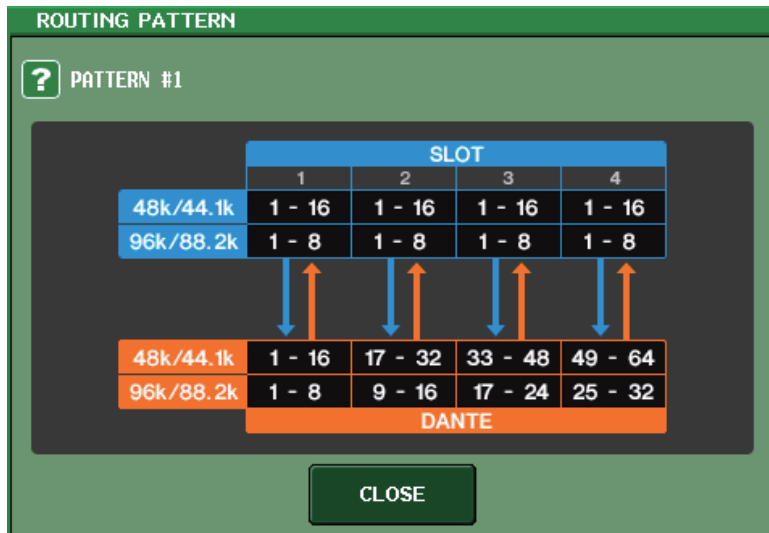 ROUTING PATTERN
? PATTERN #1
SLOT
1 2 3 4
48k/44.1k 1 - 16 1 - 16 1 - 16 1 - 16
96k/88.2k 1 - 8 1 - 8 1 - 8 1 - 8
48k/44.1k 1 - 16 17 - 32 33 - 48 49 - 64
96k/88.2k 1 - 8 9 - 16 17 - 24 25 - 32
DANTE
CLOSE